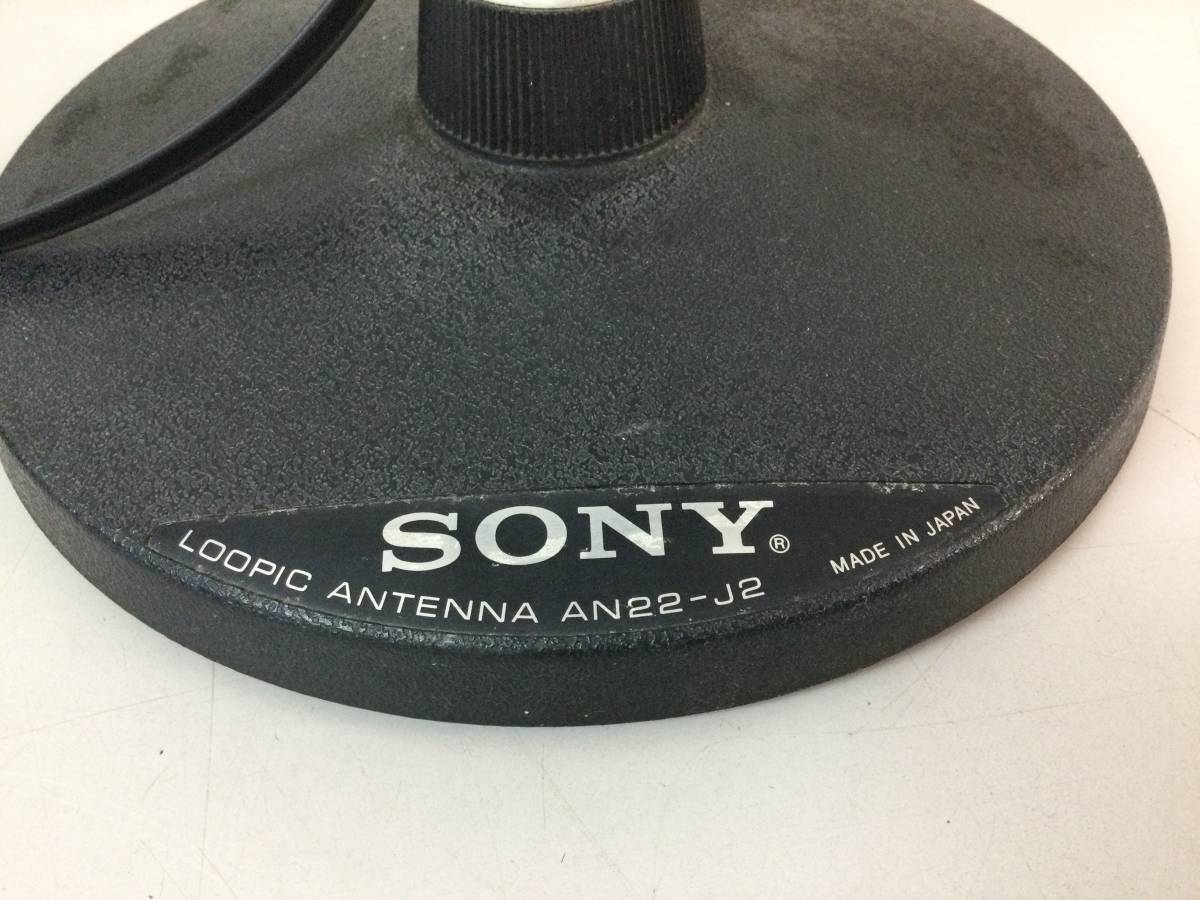 SONY®
LOOPIC ANTENNA AN22-J2
MADE IN JAPAN